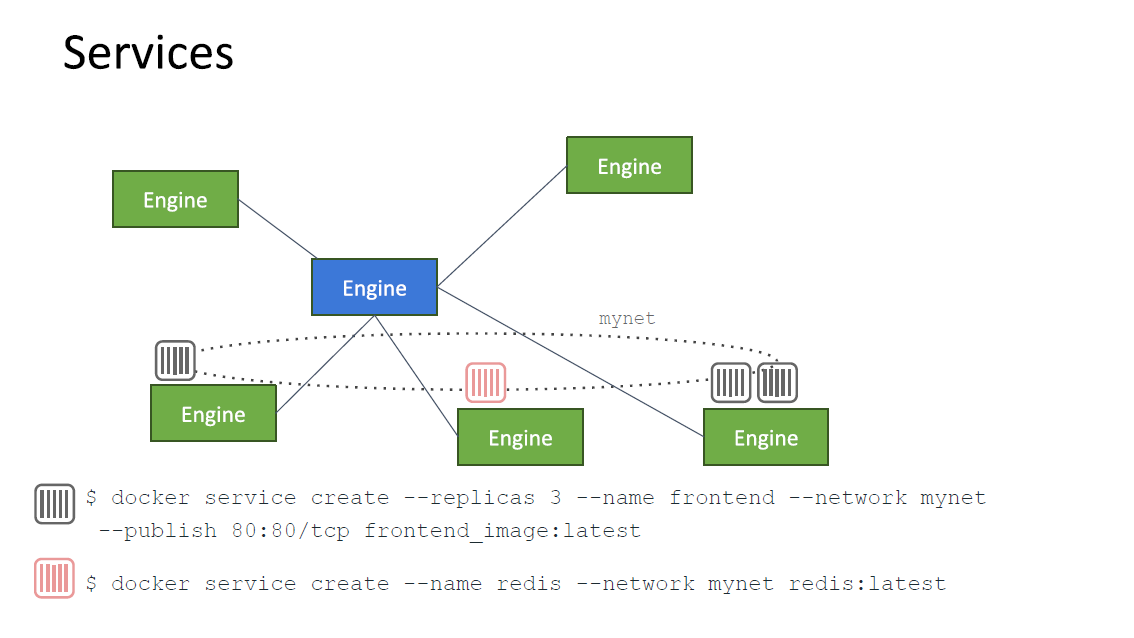 Services
Engine
Engine
Engine
mynet
Engine
Engine
Engine
$ docker service create --replicas 3 --name frontend --network mynet
--publish 80:80/tcp frontend_image:latest
$ docker service create --name redis --network mynet redis:latest